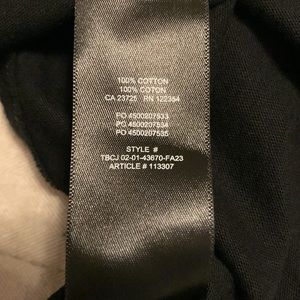 100% COTTON
100% COTON
CA 23725 RN 122384
PO 4500207533
PO 4500207534
PO 4500207535
STYLE #
TBCJ 02-01-43670-FA23
ARTICLE # 113307